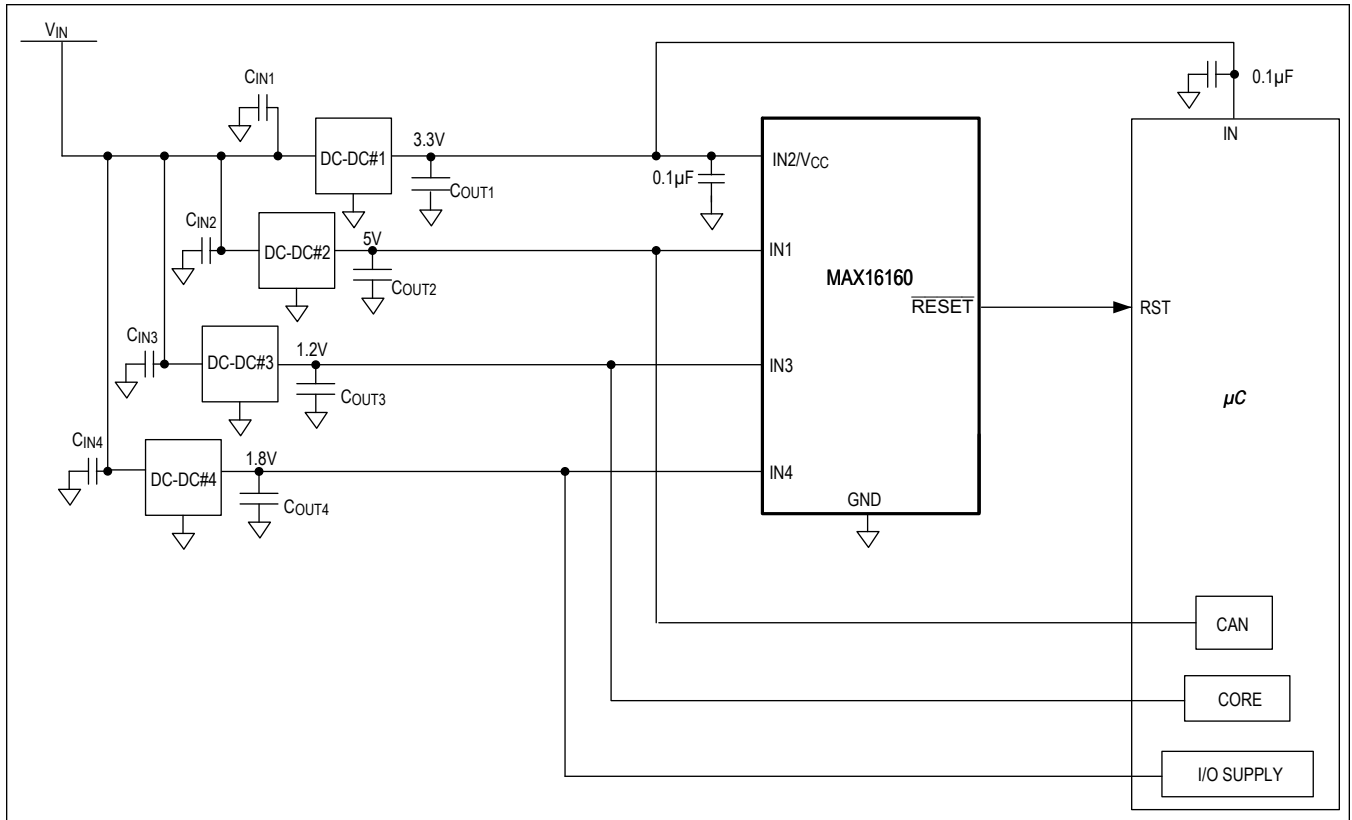 VIN
CIN1
0.1µF
IN
DC-DC#1
3.3V
COUT1
0.1µF
IN2/VCC
CIN2
DC-DC#2
5V
COUT2
IN1
MAX16160
RESET
RST
CIN3
DC-DC#3
1.2V
COUT3
IN3
µC
CIN4
DC-DC#4
1.8V
COUT4
IN4
GND
CAN
CORE
I/O SUPPLY